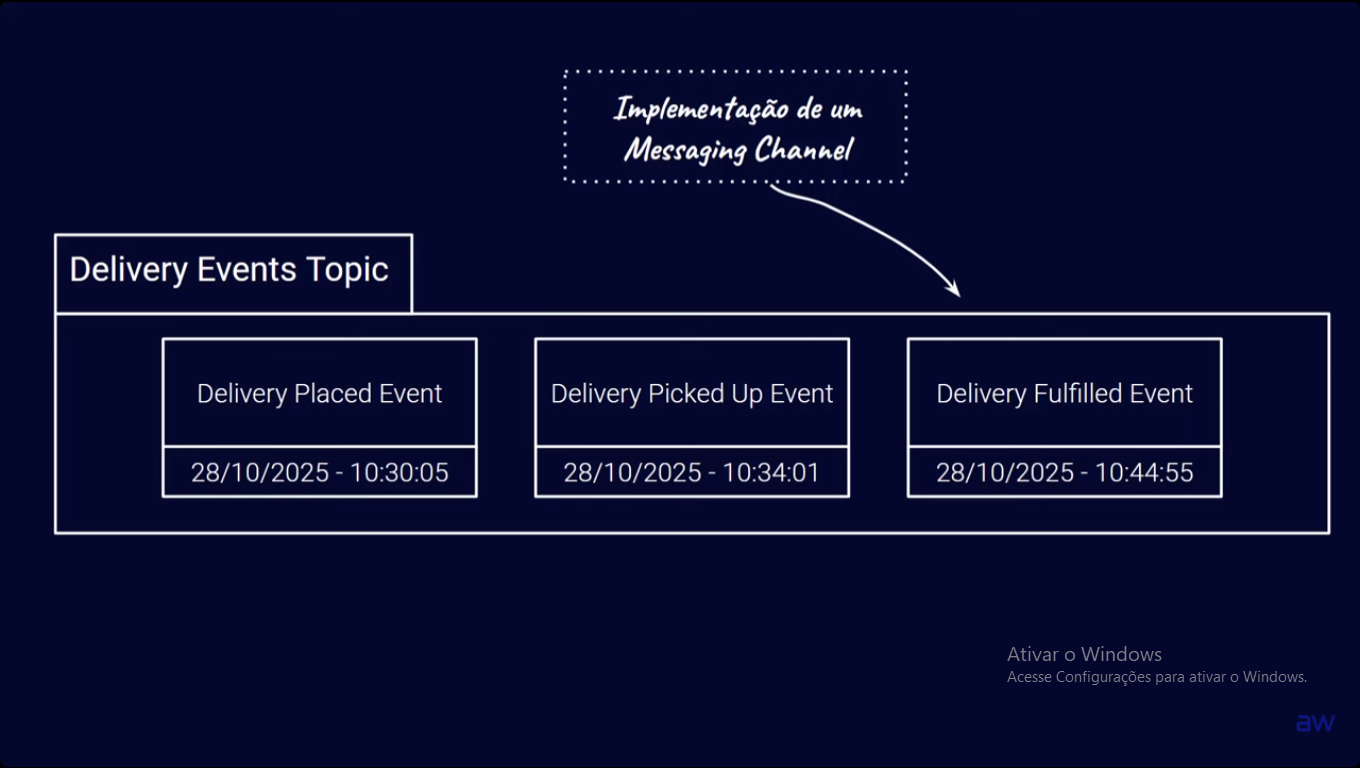 Implementação de um
Messaging Channel
Delivery Events Topic
Delivery Placed Event
28/10/2025 - 10:30:05
Delivery Picked Up Event
28/10/2025 - 10:34:01
Delivery Fulfilled Event
28/10/2025 - 10:44:55
Ativar o Windows
Acesse Configurações para ativar o Windows.
aw